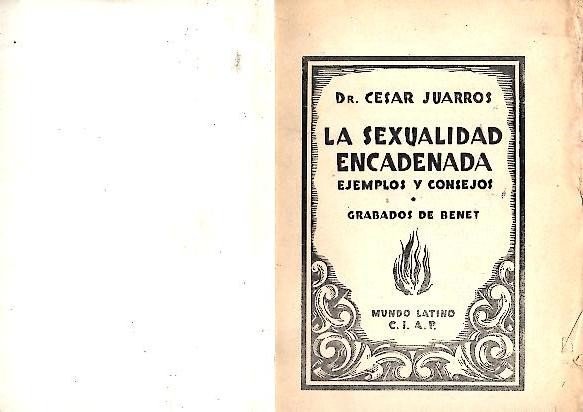 DR. CESAR JUARROS
LA SEXUALIDAD
ENCADENADA
EJEMPLOS Y CONSEJOS
GRABADOS DE BENET
MUNDO LATINO
C. I. A. P.